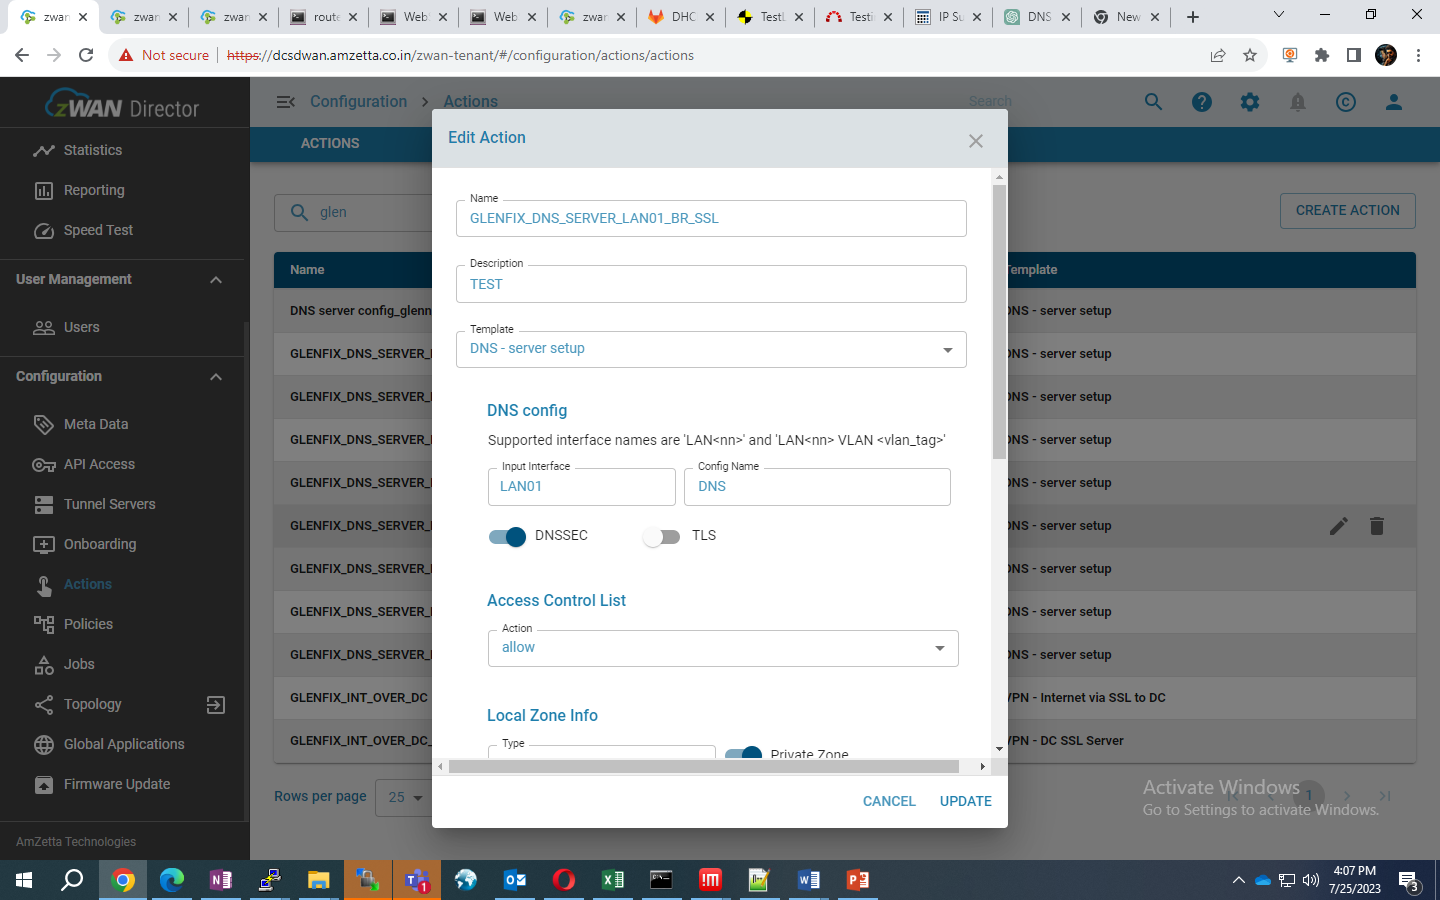 zwan
zwan
zwan
route
Web
Web
zwan
DHC
TestL
Testi
IP Su
DNS
New
Not secure
https://dcsdwan.amzetta.co.in/zwan-tenant/#/configuration/actions/actions
zWAN Director
Configuration > Actions
Search
ACTIONS
Statistics
Reporting
Speed Test
User Management
Users
Configuration
Meta Data
API Access
Tunnel Servers
Onboarding
Actions
Policies
Jobs
Topology
Global Applications
Firmware Update
AmZetta Technologies
glen
CREATE ACTION
Name
Template
DNS server config_glenn
DNS - server setup
GLENFIX_DNS_SERVER_
DNS - server setup
GLENFIX_DNS_SERVER_
DNS - server setup
GLENFIX_DNS_SERVER_
DNS - server setup
GLENFIX_DNS_SERVER_
DNS - server setup
GLENFIX_DNS_SERVER_
DNS - server setup
GLENFIX_DNS_SERVER_
DNS - server setup
GLENFIX_DNS_SERVER_
DNS - server setup
GLENFIX_DNS_SERVER_
DNS - server setup
GLENFIX_INT_OVER_DC
VPN - Internet via SSL to DC
GLENFIX_INT_OVER_DC_
VPN - DC SSL Server
Rows per page
25
1
Edit Action
Name
GLENFIX_DNS_SERVER_LAN01_BR_SSL
Description
TEST
Template
DNS - server setup
DNS config
Supported interface names are 'LAN<nn>' and 'LAN<nn> VLAN <vlan_tag>'
Input Interface
LAN01
Config Name
DNS
DNSSEC
TLS
Access Control List
Action
allow
Local Zone Info
Type
Private Zone
CANCEL
UPDATE
Activate Windows
Go to Settings to activate Windows.
4:07 PM
7/25/2023
3